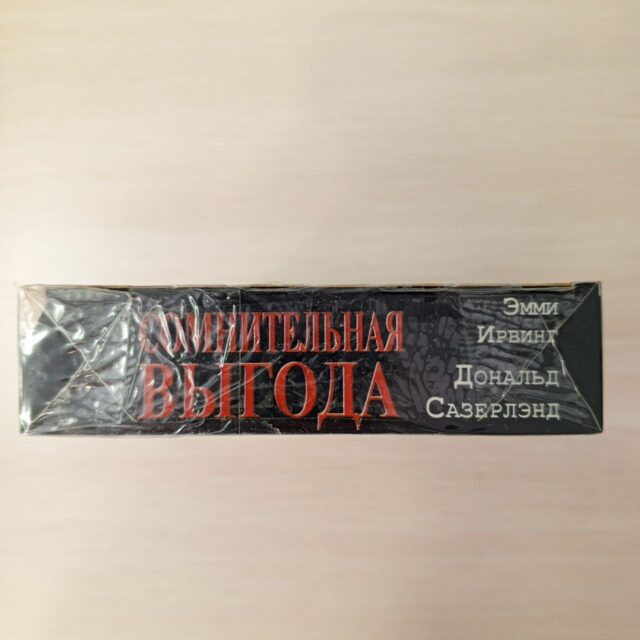 СОМНИТЕЛЬНАЯ
ВЫГОДА
Эмми
Ирвинг
Дональд
Сазерлэнд